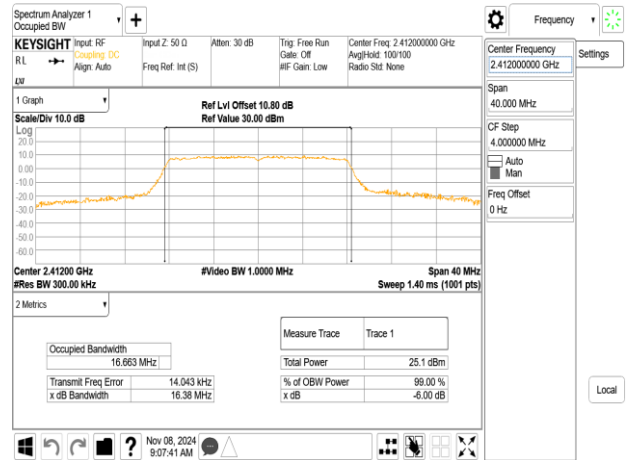 Spectrum Analyzer 1
Occupied BW
Frequency
KEYSIGHT
Input: RF
Input Z: 50 Ω
Atten: 30 dB
Trig: Free Run
Center Freq: 2.412000000 GHz
R L
Coupling: DC
Gate: Off
Avg|Hold: 100/100
Align: Auto
Freq Ref: Int (S)
#IF Gain: Low
Radio Std: None
LXI
Center Frequency
2.412000000 GHz
Settings
Span
40.000 MHz
CF Step
4.000000 MHz
Auto
Man
Freq Offset
0 Hz
Local
1 Graph
Ref Lvl Offset 10.80 dB
Scale/Div 10.0 dB
Ref Value 30.00 dBm
Log
20.0
10.0
0.00
-10.0
-20.0
-30.0
-40.0
-50.0
-60.0
Center 2.41200 GHz
#Video BW 1.0000 MHz
Span 40 MHz
#Res BW 300.00 kHz
Sweep 1.40 ms (1001 pts)
2 Metrics
Measure Trace
Trace 1
Occupied Bandwidth
16.663 MHz
Total Power
25.1 dBm
Transmit Freq Error
14.043 kHz
% of OBW Power
99.00 %
x dB Bandwidth
16.38 MHz
x dB
-6.00 dB
?
Nov 08, 2024
9:07:41 AM